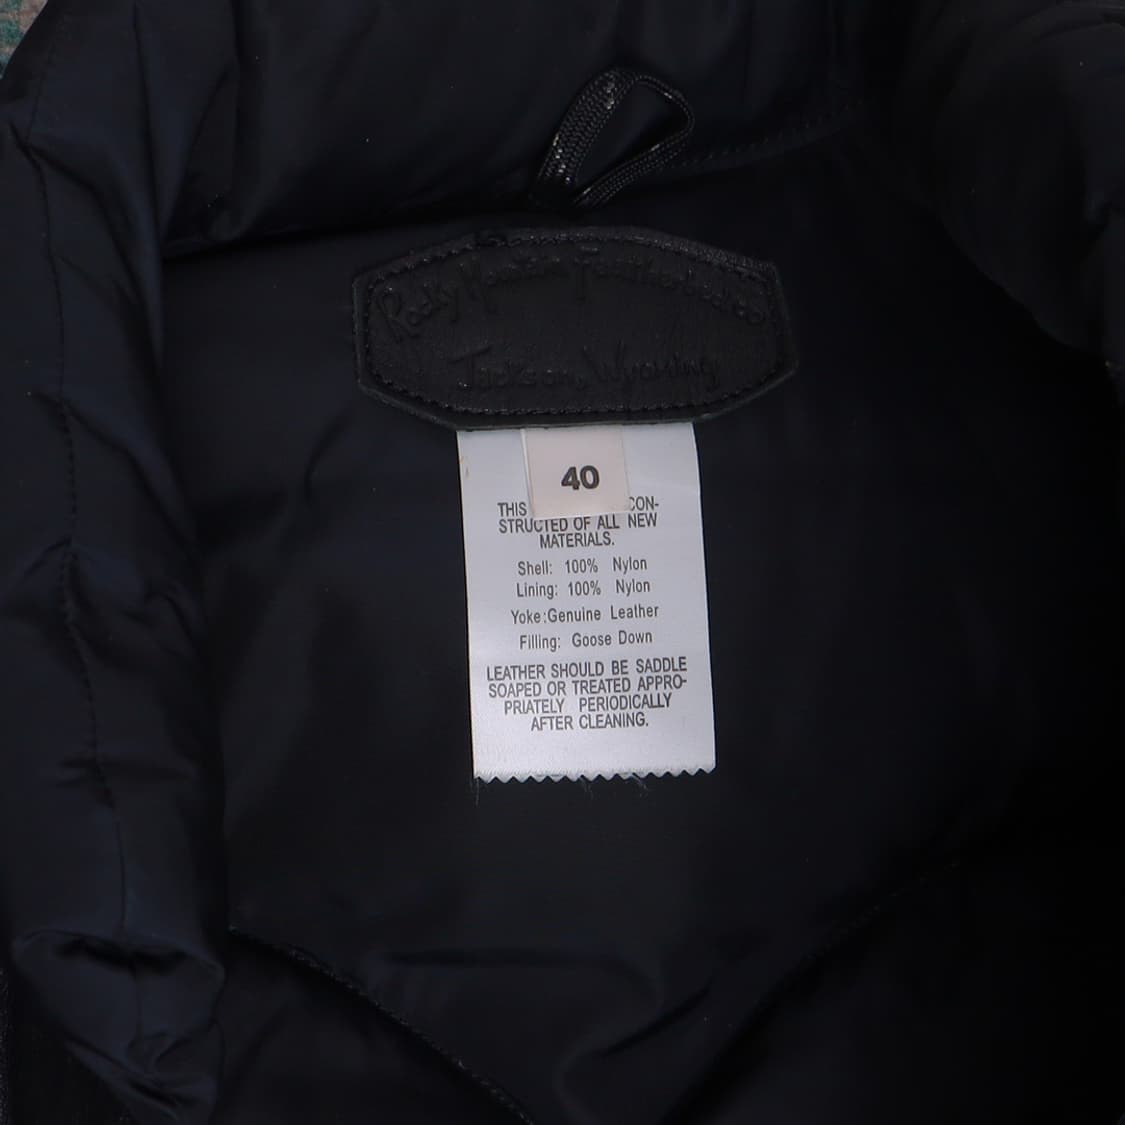 Rocky Mountain Featherbed Co
Jackson, Wyoming
40
THIS CON-
STRUCTED OF ALL NEW
MATERIALS.
Shell: 100% Nylon
Lining: 100% Nylon
Yoke:Genuine Leather
Filling: Goose Down
LEATHER SHOULD BE SADDLE
SOAPED OR TREATED APPRO-
PRIATELY PERIODICALLY
AFTER CLEANING.